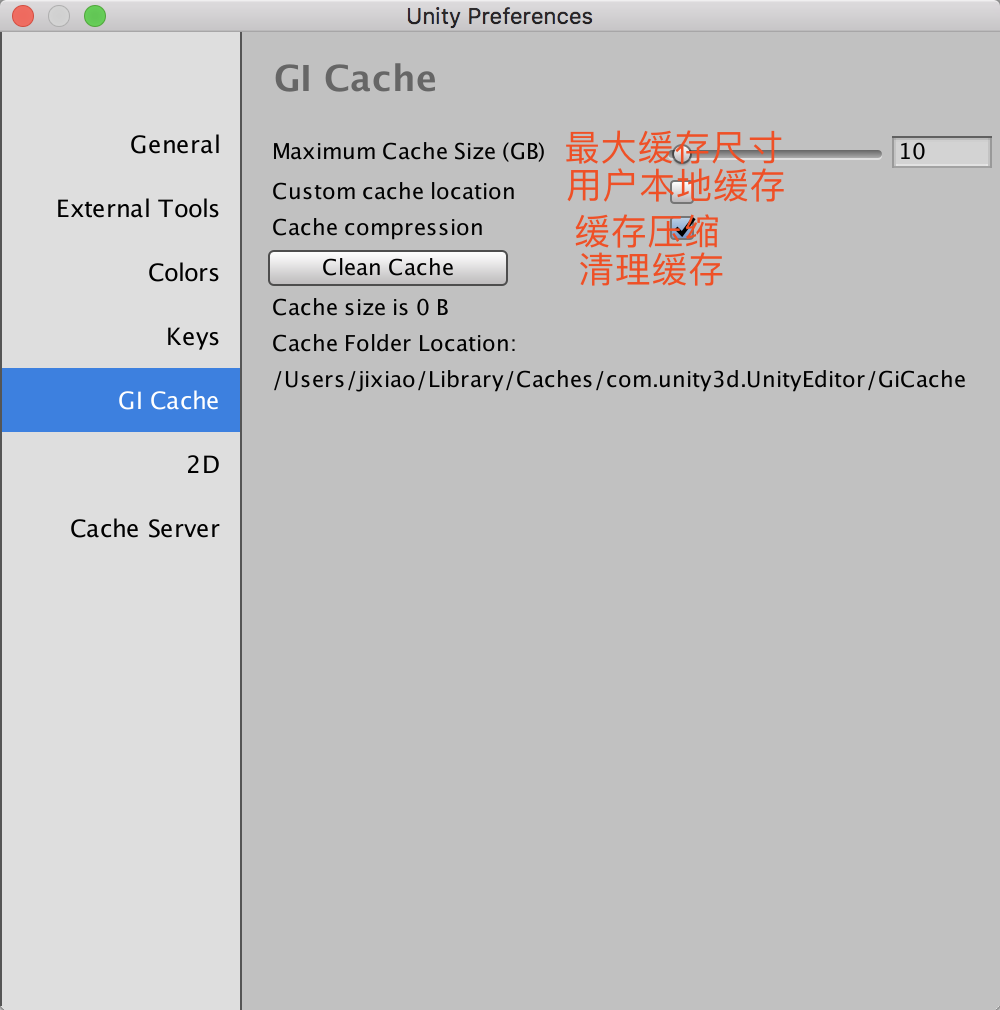 Unity Preferences
General
External Tools
Colors
Keys
GI Cache
2D
Cache Server
GI Cache
Maximum Cache Size (GB) 最大缓存尺寸 10
Custom cache location 用户本地缓存
Cache compression 缓存压缩
Clean Cache 清理缓存
Cache size is 0 B
Cache Folder Location:
/Users/jixiao/Library/Caches/com.unity3d.UnityEditor/GiCache